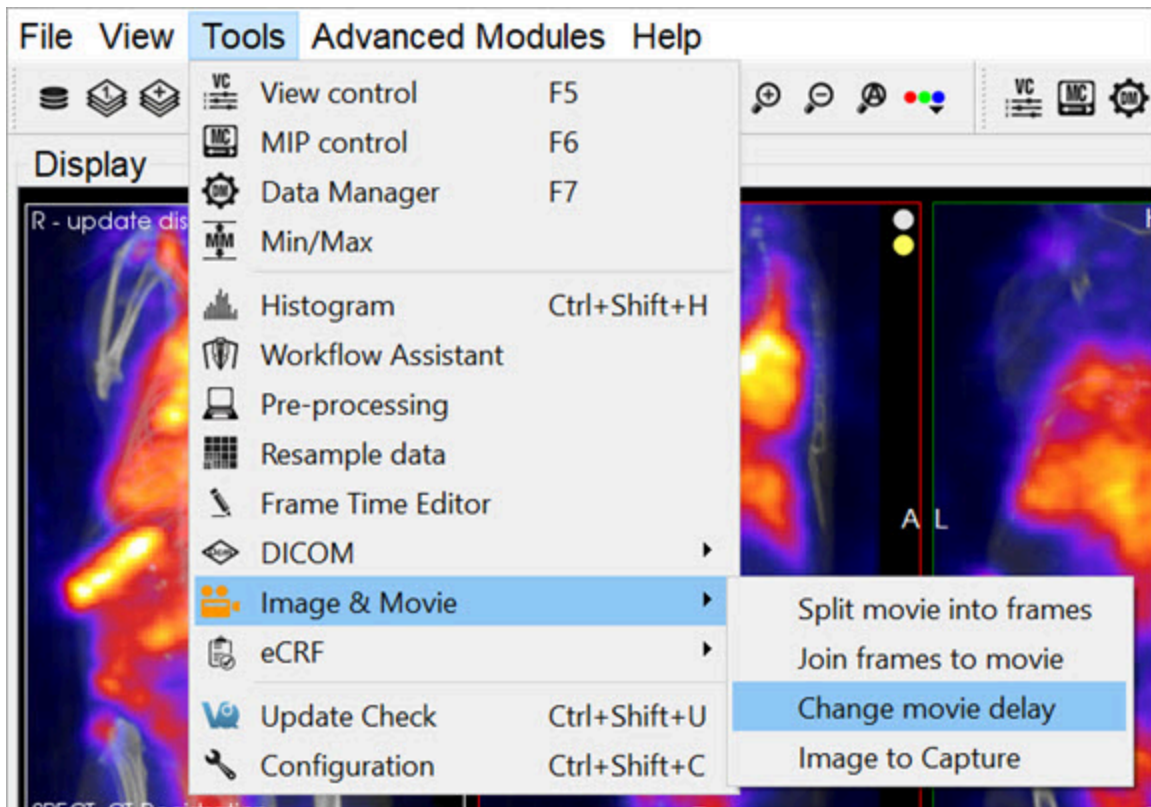 File View Tools Advanced Modules Help
VC MC DM
Display
R - update dis
View control F5
MIP control F6
Data Manager F7
Min/Max
Histogram Ctrl+Shift+H
Workflow Assistant
Pre-processing
Resample data
Frame Time Editor
DICOM
Image & Movie
eCRF
Update Check Ctrl+Shift+U
Configuration Ctrl+Shift+C
A L
Split movie into frames
Join frames to movie
Change movie delay
Image to Capture